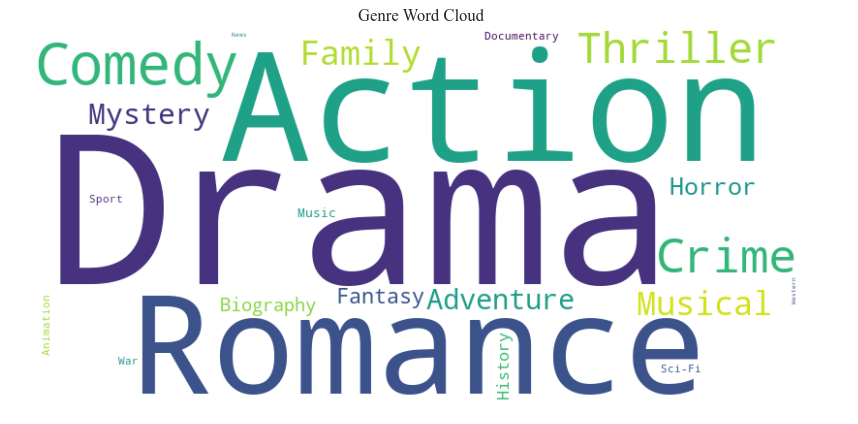 Genre Word Cloud
News
Comedy
Family
Documentary
Thriller
Action
Mystery
Drama
Sport
Music
Horror
Crime
Fantasy
Adventure
Biography
Musical
Western
Animation
Romance
War
History
Sci-Fi